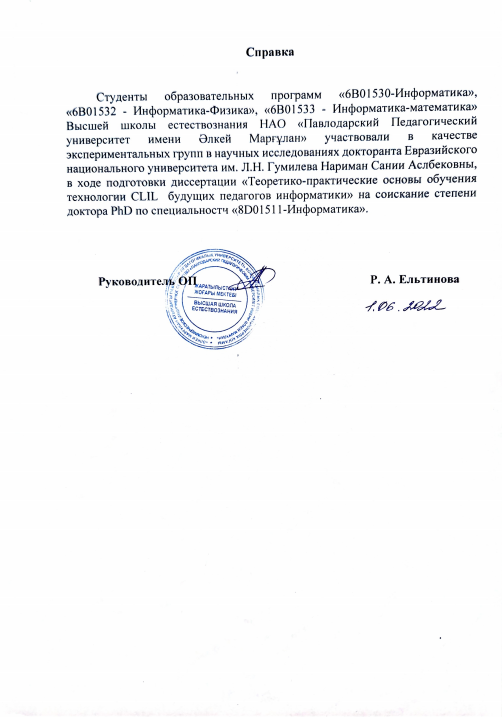 Справка
Студенты образовательных программ «6В01530-Информатика»,
«6В01532 - Информатика-Физика», «6В01533 - Информатика-математика»
Высшей школы естествознания НАО «Павлодарский Педагогический
университет имени Әлкей Марғұлан» участвовали в качестве
экспериментальных групп в научных исследованиях докторанта Евразийского
национального университета им. Л.Н. Гумилева Нариман Сании Аслбековны,
в ходе подготовки диссертации «Теоретико-практические основы обучения
технологии CLIL будущих педагогов информатики» на соискание степени
доктора PhD по специальности «8D01511-Информатика».
Руководитель ОП
Р. А. Ельтинова
1.06.2022
ЖАРАТЫЛЫСТАНУ
ЖОҒАРЫ МЕКТЕБІ
ВЫСШАЯ ШКОЛА
ЕСТЕСТВОЗНАНИЯ